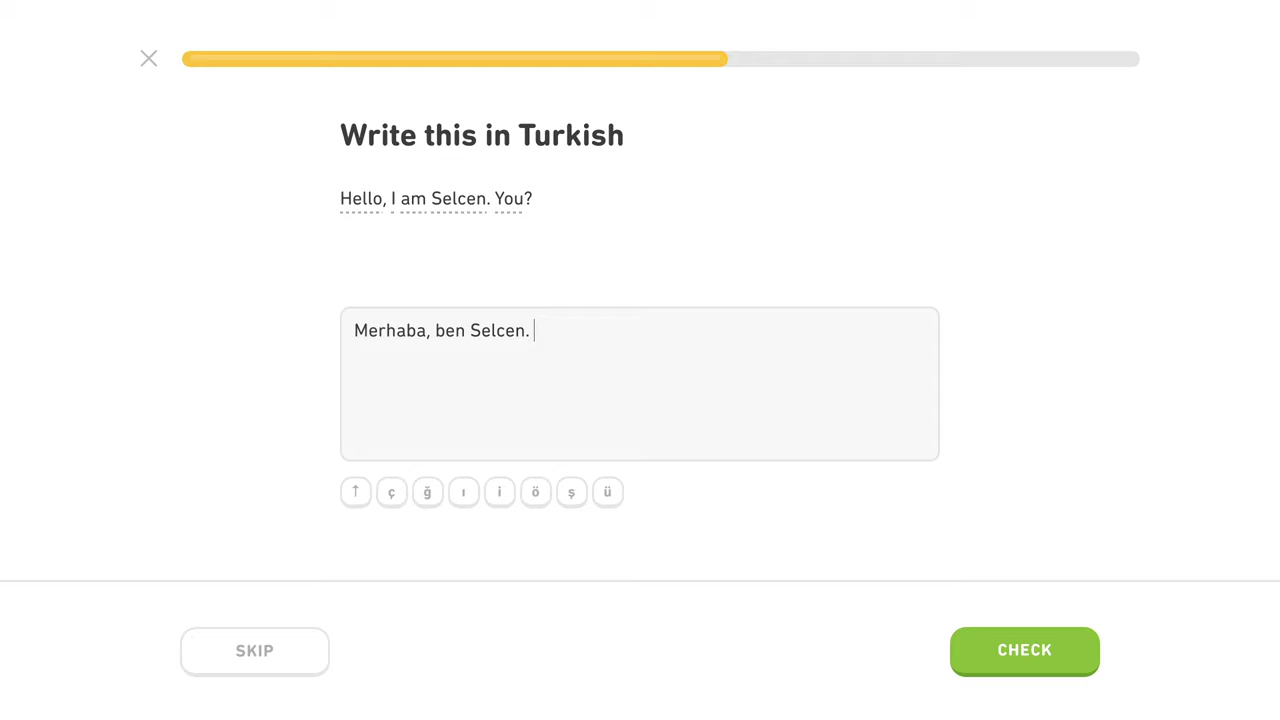 Write this in Turkish
Hello, I am Selcen. You?
Merhaba, ben Selcen.
↑ ç ğ ı i ö ş ü
SKIP CHECK